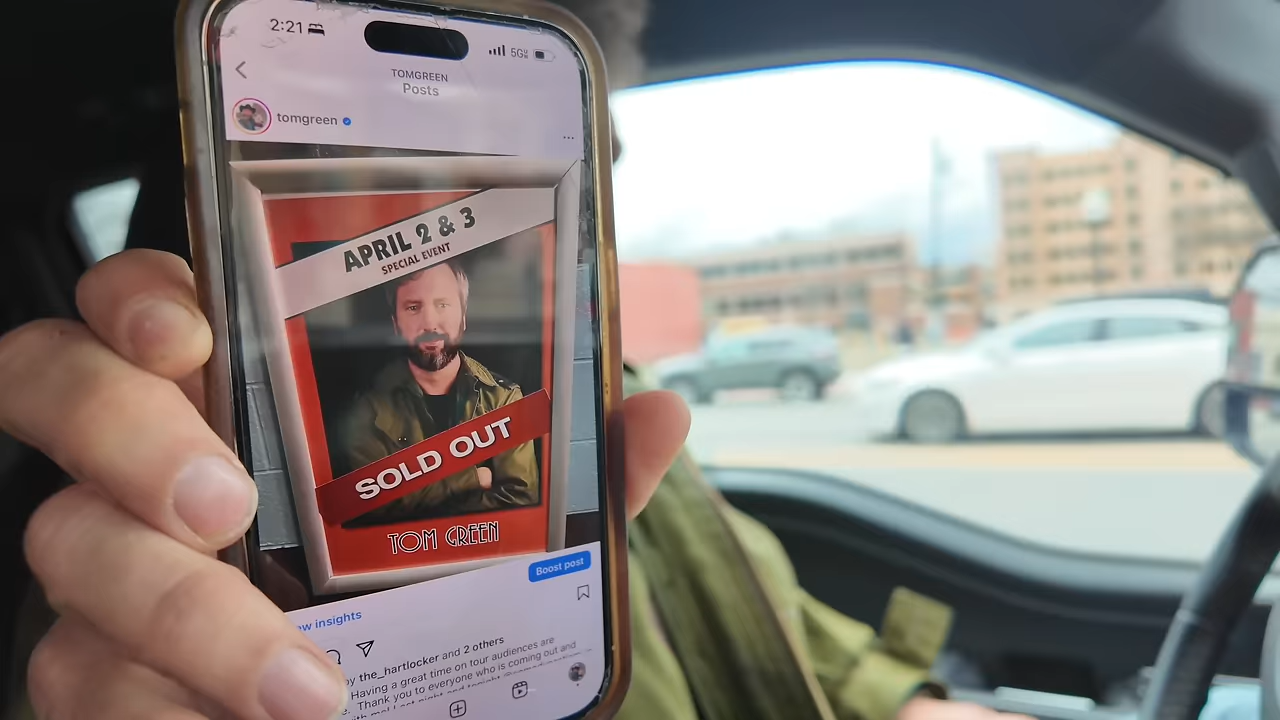 2:21
5G
TOMGREEN
Posts
tomgreen
APRIL 2 & 3
SPECIAL EVENT
SOLD OUT
TOM GREEN
Boost post
insights
the_hartlocker and 2 others
Having a great time on tour audiences are
Thank you to everyone who is coming out and